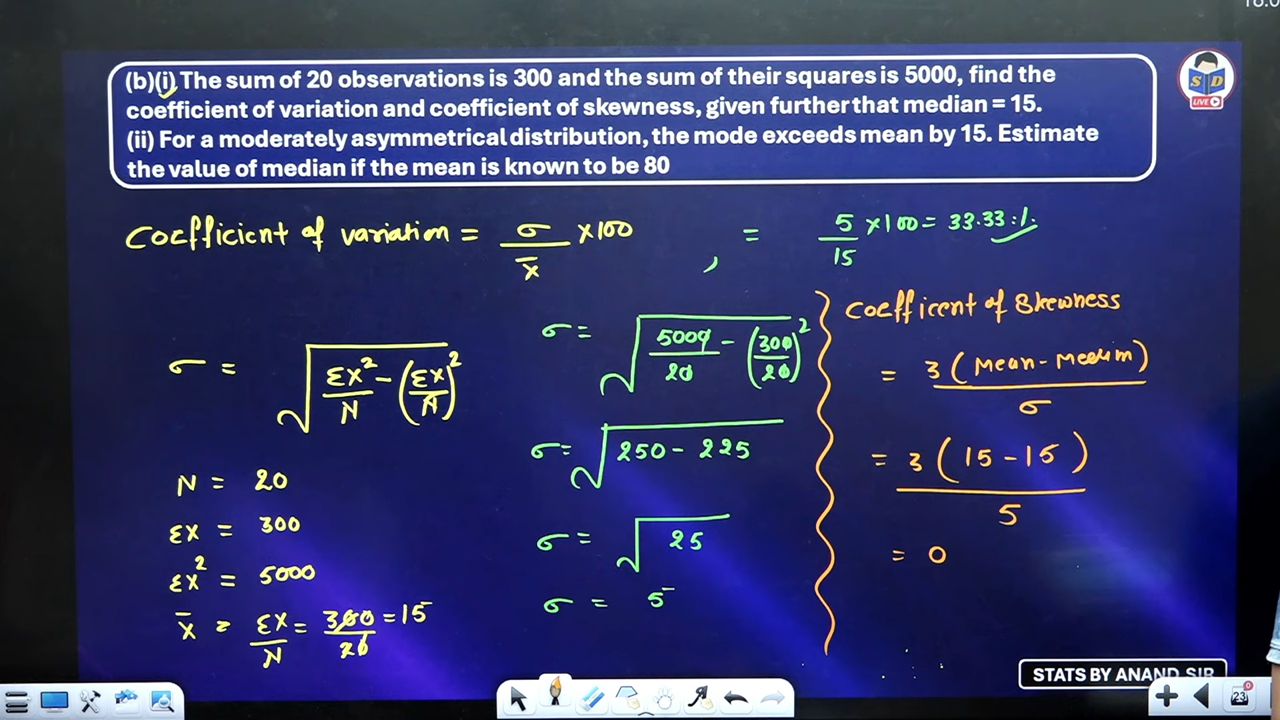 (b)(i) The sum of 20 observations is 300 and the sum of their squares is 5000, find the
coefficient of variation and coefficient of skewness, given further that median = 15.
(ii) For a moderately asymmetrical distribution, the mode exceeds mean by 15. Estimate
the value of median if the mean is known to be 80
S D
LIVE
Coefficient of variation = σ/x̄ ×100 , = 5/15 ×100 = 33.33%
σ = √(Σx²/N − (Σx/N)²)
N = 20
Σx = 300
Σx² = 5000
x̄ = Σx/N = 300/20 = 15
σ = √(5000/20 − (300/20)²)
σ = √(250 − 225)
σ = √25
σ = 5
Coefficent of Skewness
= 3(Mean-Medium)/σ
= 3(15-15)/5
= 0
STATS BY ANAND SIR
23